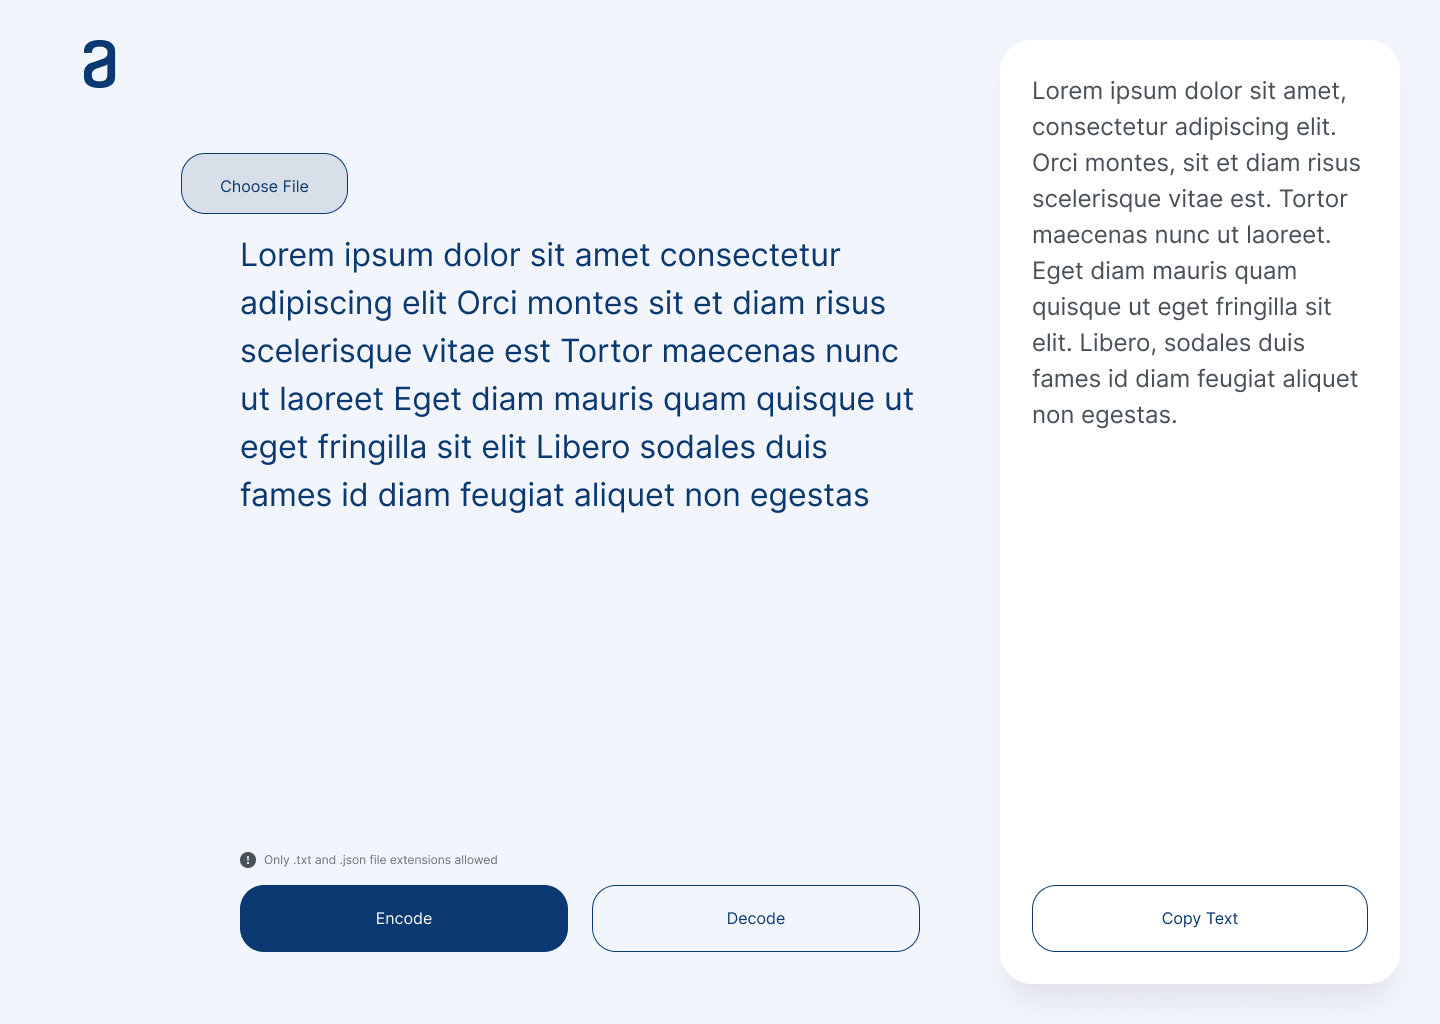 a
Choose File
Lorem ipsum dolor sit amet consectetur
adipiscing elit Orci montes sit et diam risus
scelerisque vitae est Tortor maecenas nunc
ut laoreet Eget diam mauris quam quisque ut
eget fringilla sit elit Libero sodales duis
fames id diam feugiat aliquet non egestas
! Only .txt and .json file extensions allowed
Encode
Decode
Lorem ipsum dolor sit amet,
consectetur adipiscing elit.
Orci montes, sit et diam risus
scelerisque vitae est. Tortor
maecenas nunc ut laoreet.
Eget diam mauris quam
quisque ut eget fringilla sit
elit. Libero, sodales duis
fames id diam feugiat aliquet
non egestas.
Copy Text